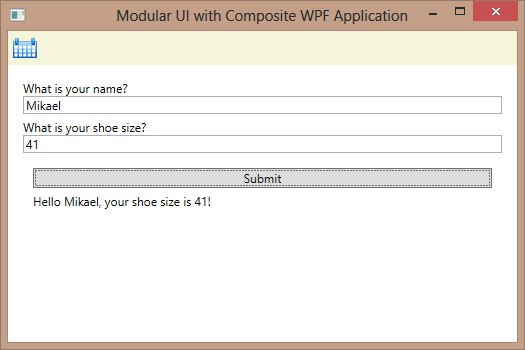 Modular UI with Composite WPF Application
What is your name?
Mikael
What is your shoe size?
41
Submit
Hello Mikael, your shoe size is 41!